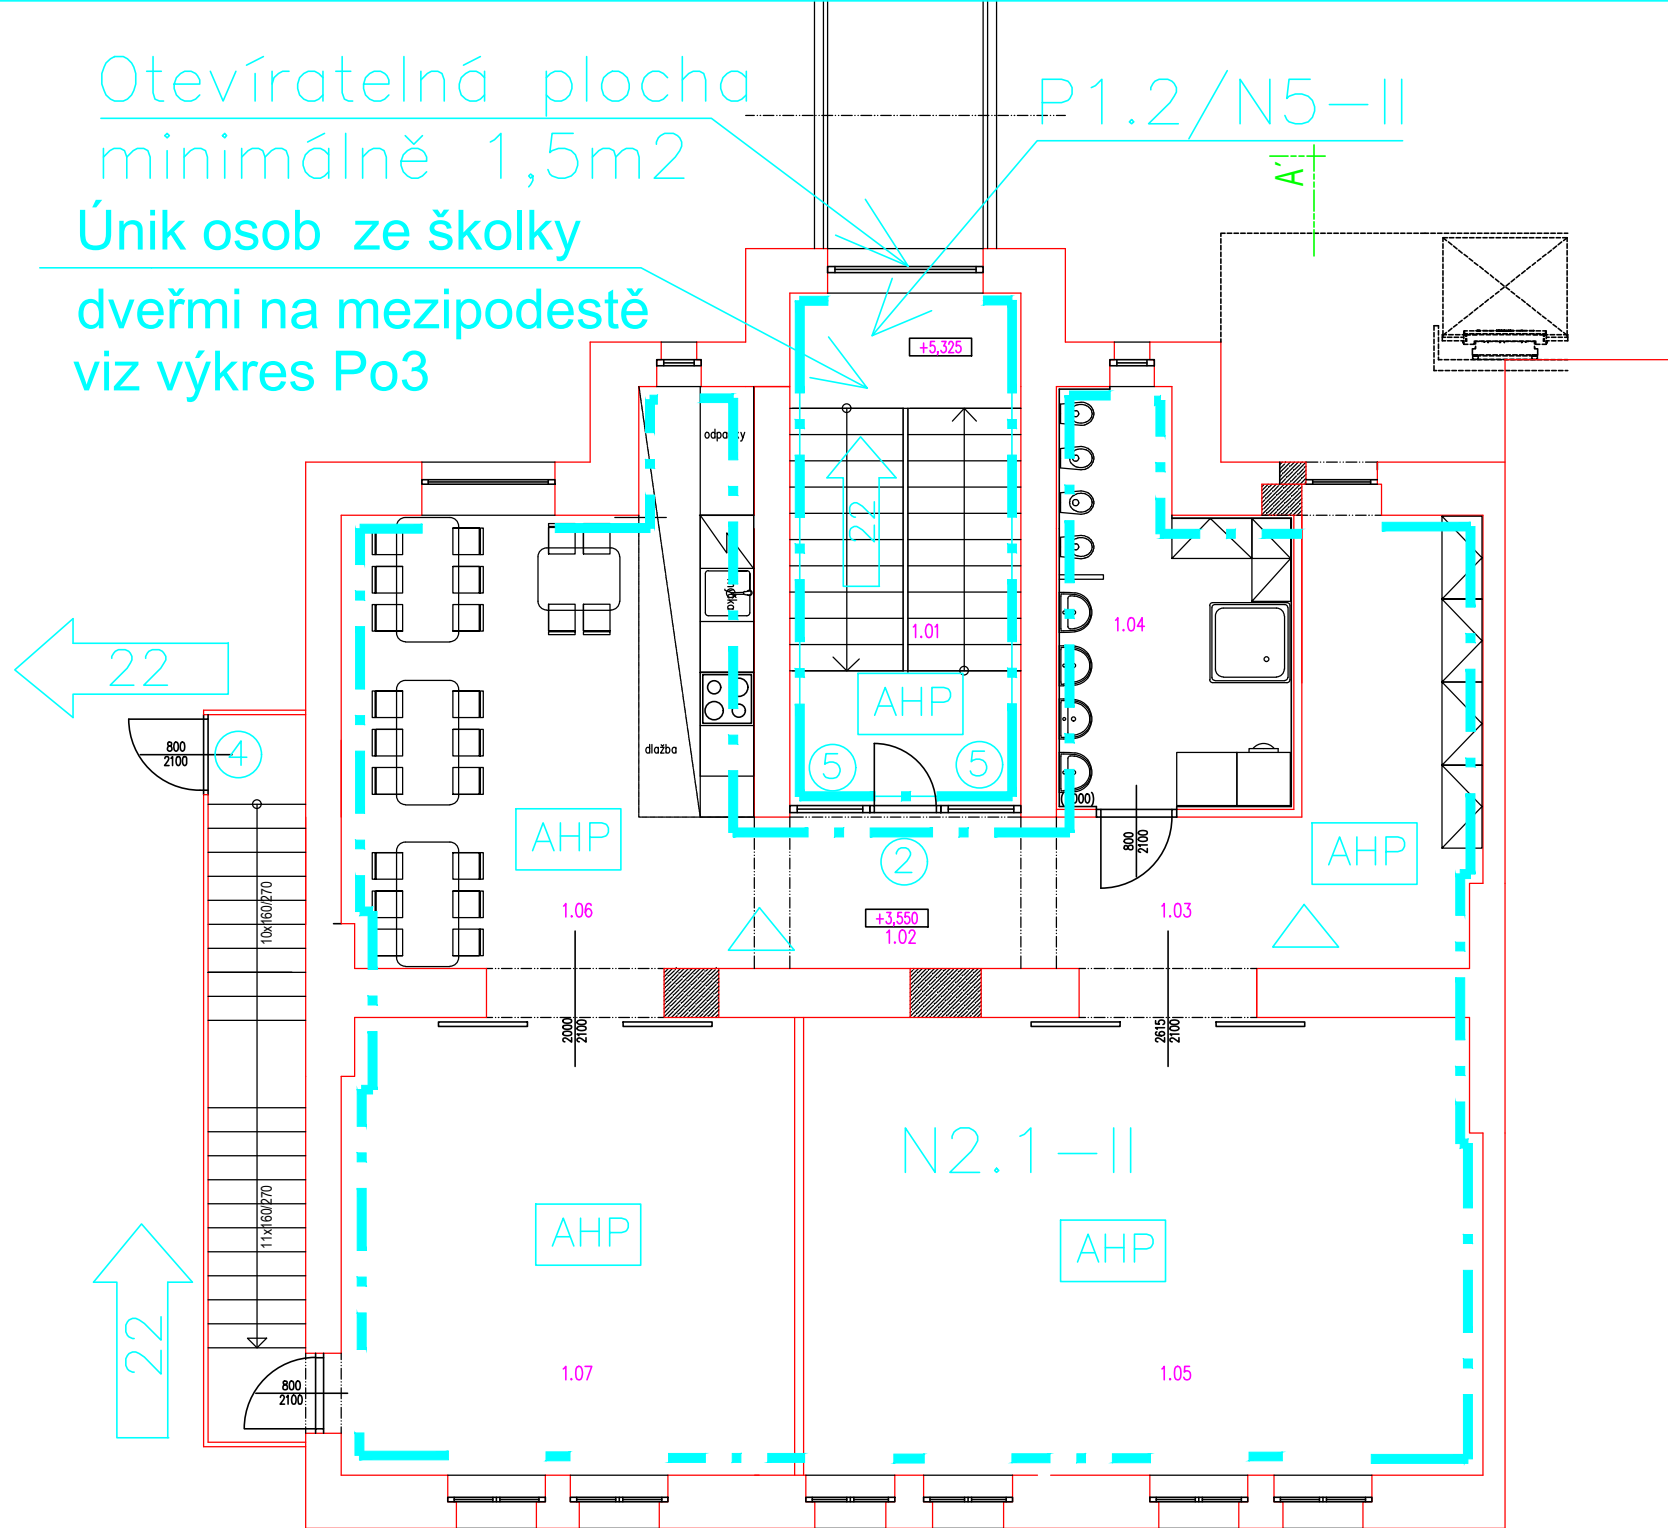 Otevíratelná plocha
minimálně 1,5m2
P1.2/N5-II
A'
Únik osob ze školky
dveřmi na mezipodestě
viz výkres Po3
+5,325
22
1.01
AHP
5
5
2
1.04
800
2100
22
4
800
2100
dlažba
AHP
1.06
+3,550
1.02
1.03
AHP
10x160/270
11x160/270
2000
2100
2615
2100
N2.1-II
AHP
AHP
22
1.07
1.05
800
2100